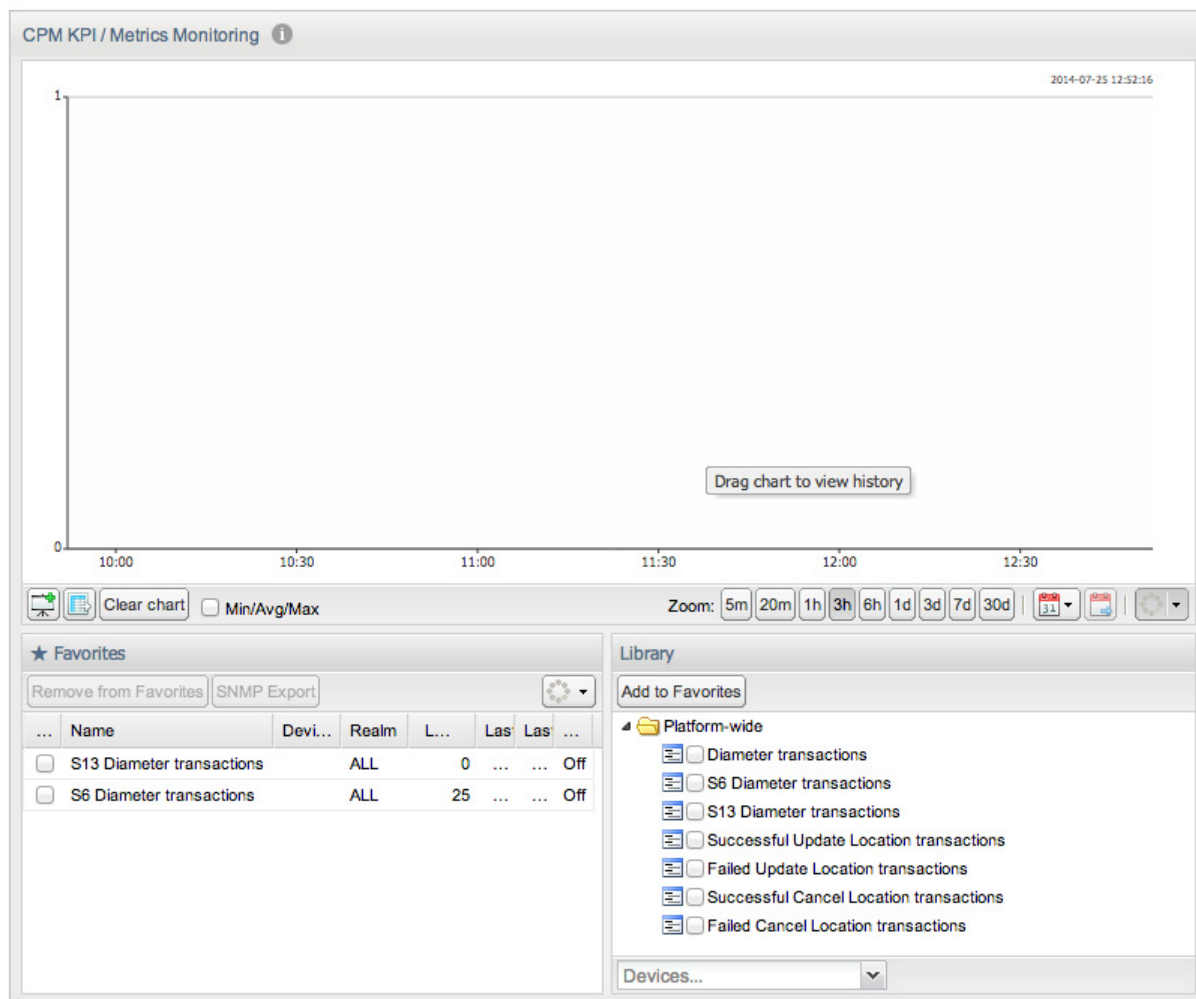 CPM KPI / Metrics Monitoring i
2014-07-25 12:52:16
1
0
10:00 10:30 11:00 11:30 12:00 12:30
Drag chart to view history
Clear chart Min/Avg/Max Zoom: 5m 20m 1h 3h 6h 1d 3d 7d 30d 31
★ Favorites
Remove from Favorites SNMP Export
... Name Devi... Realm L... Las Las ...
S13 Diameter transactions ALL 0 ... ... Off
S6 Diameter transactions ALL 25 ... ... Off
Library
Add to Favorites
Platform-wide
Diameter transactions
S6 Diameter transactions
S13 Diameter transactions
Successful Update Location transactions
Failed Update Location transactions
Successful Cancel Location transactions
Failed Cancel Location transactions
Devices...